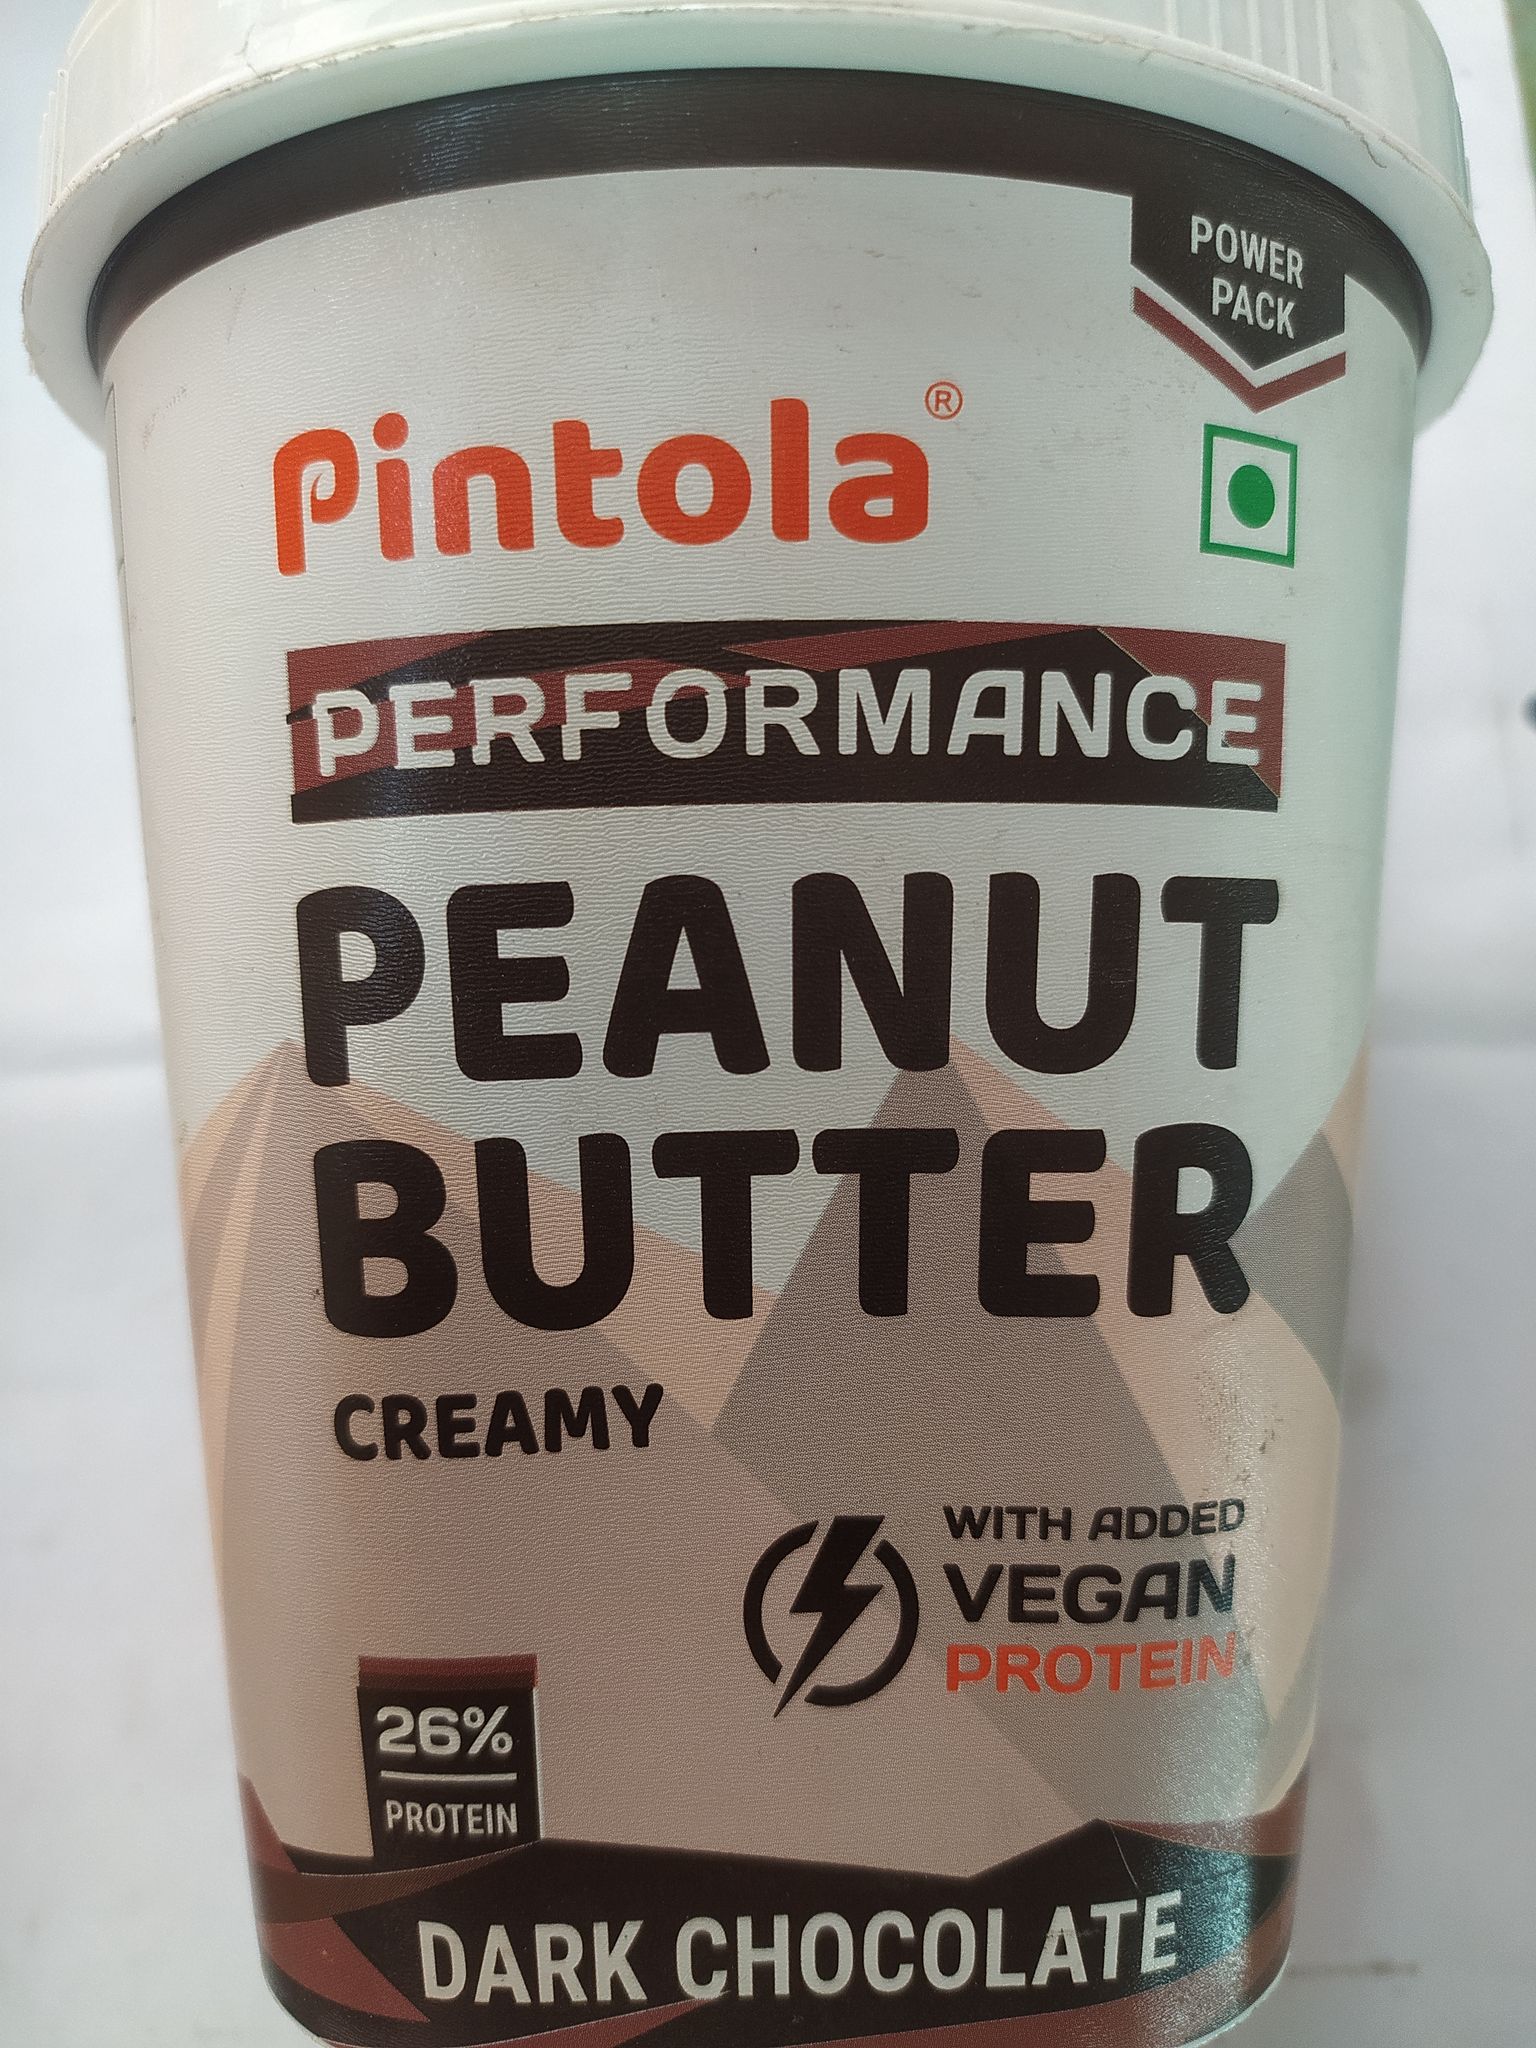 POWER
PACK
Pintola®
PERFORMANCE
PEANUT
BUTTER
CREAMY
WITH ADDED
VEGAN
PROTEIN
26%
PROTEIN
DARK CHOCOLATE